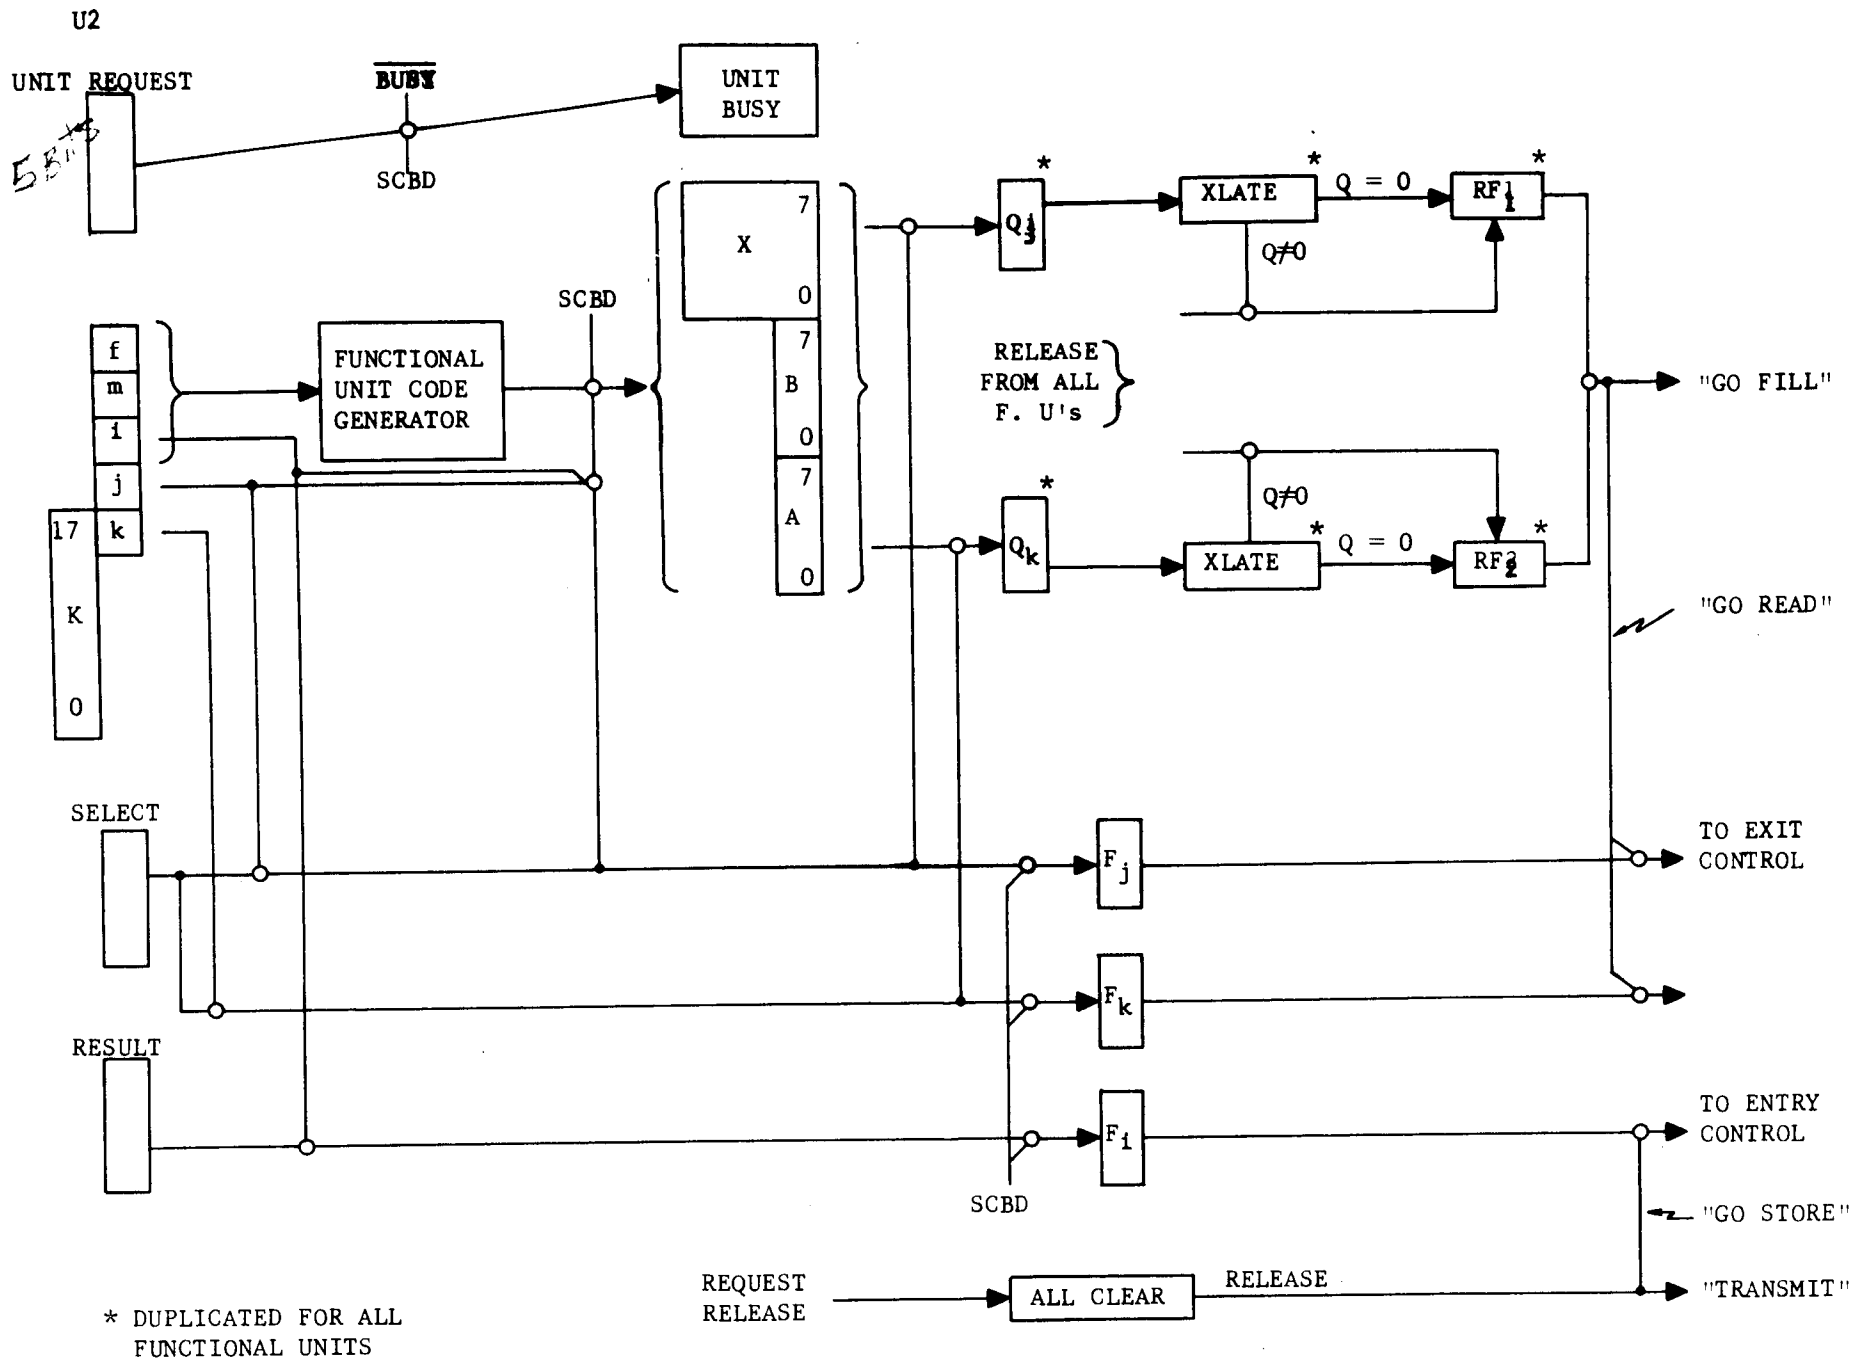 U2
UNIT REQUEST
BUSY
UNIT
BUSY
5 BITS
SCBD
X
7
0
Qj
*
XLATE
*
Q = 0
RF1
*
Q≠0
SCBD
f
m
i
j
k
17
K
0
FUNCTIONAL
UNIT CODE
GENERATOR
7
B
0
7
A
0
RELEASE
FROM ALL
F. U's
"GO FILL"
Q≠0
Qk
*
XLATE
*
Q = 0
RF2
*
"GO READ"
SELECT
Fj
TO EXIT
CONTROL
Fk
RESULT
Fi
TO ENTRY
CONTROL
SCBD
"GO STORE"
REQUEST
RELEASE
ALL CLEAR
RELEASE
"TRANSMIT"
* DUPLICATED FOR ALL
FUNCTIONAL UNITS